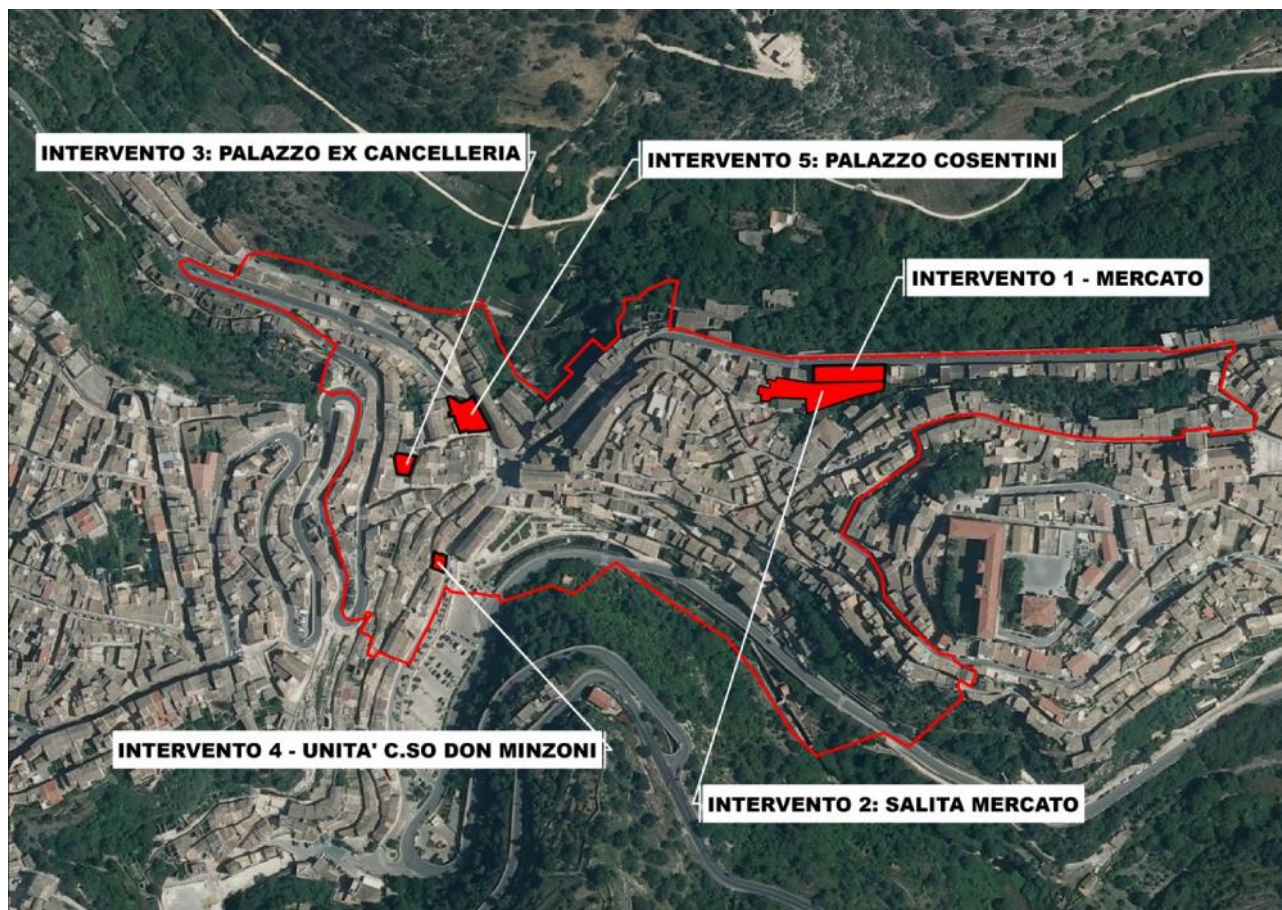 INTERVENTO 3: PALAZZO EX CANCELLERIA
INTERVENTO 5: PALAZZO COSENTINI
INTERVENTO 1 - MERCATO
INTERVENTO 4 - UNITA' C.SO DON MINZONI
INTERVENTO 2: SALITA MERCATO